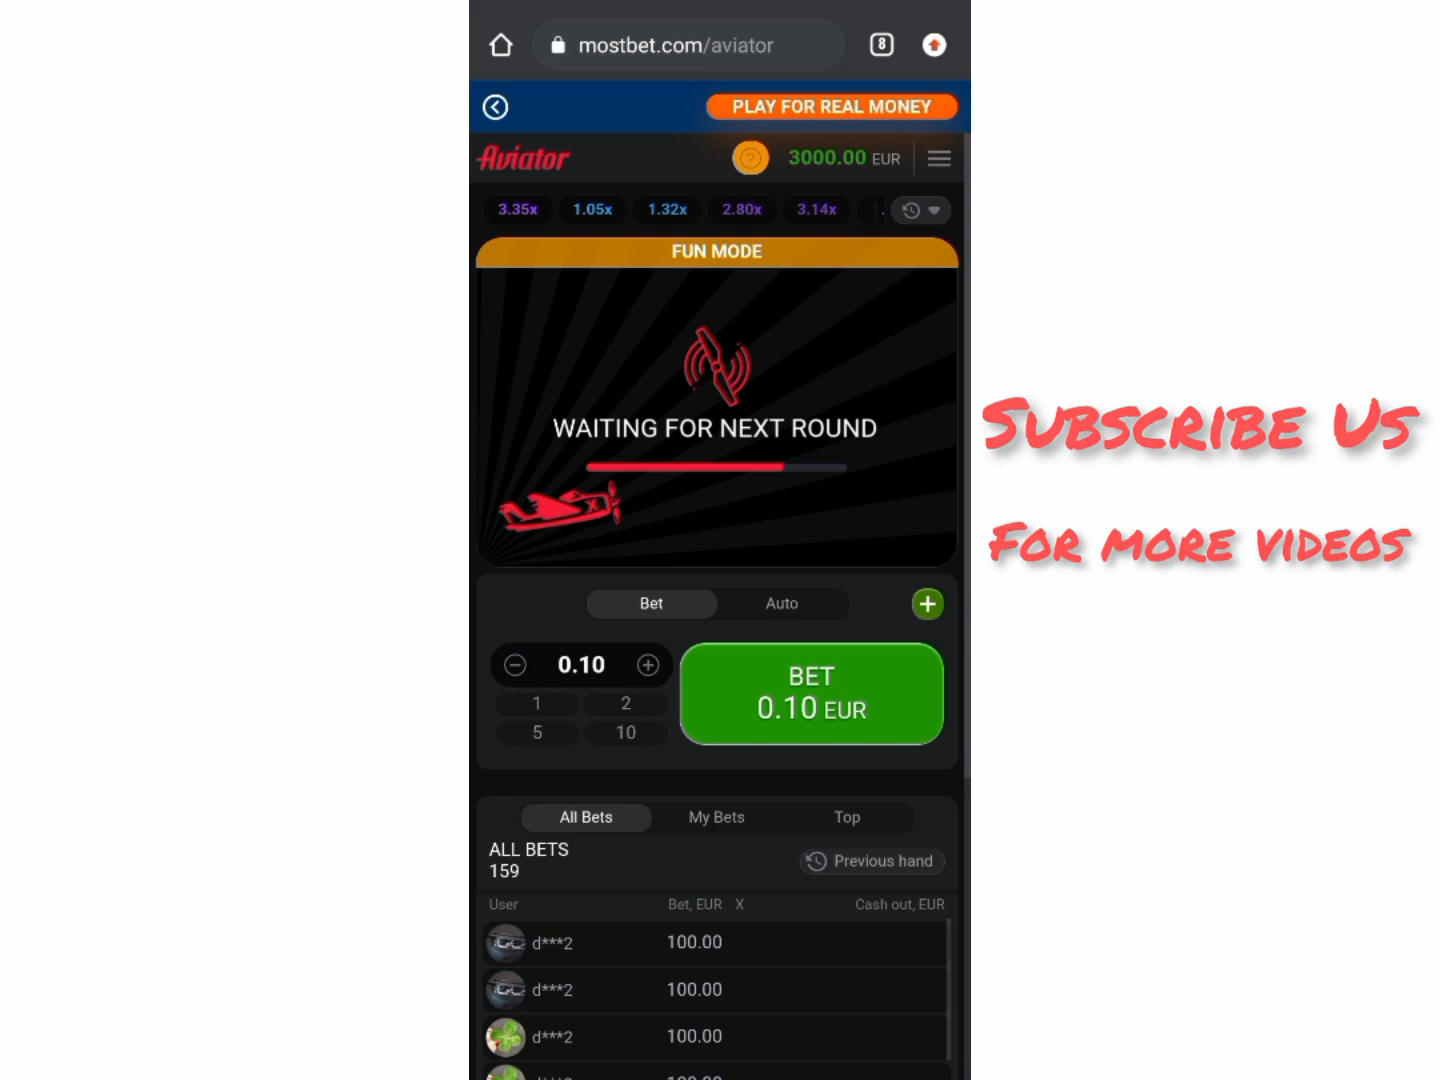 8
mostbet.com/aviator
PLAY FOR REAL MONEY
Aviator
? 3000.00 EUR
3.35x 1.05x 1.32x 2.80x 3.14x
FUN MODE
WAITING FOR NEXT ROUND
X
Subscribe Us
For more videos
Bet Auto
0.10
1 2
5 10
BET
0.10 EUR
All Bets My Bets Top
ALL BETS
159
Previous hand
User Bet, EUR X Cash out, EUR
d***2 100.00
d***2 100.00
d***2 100.00